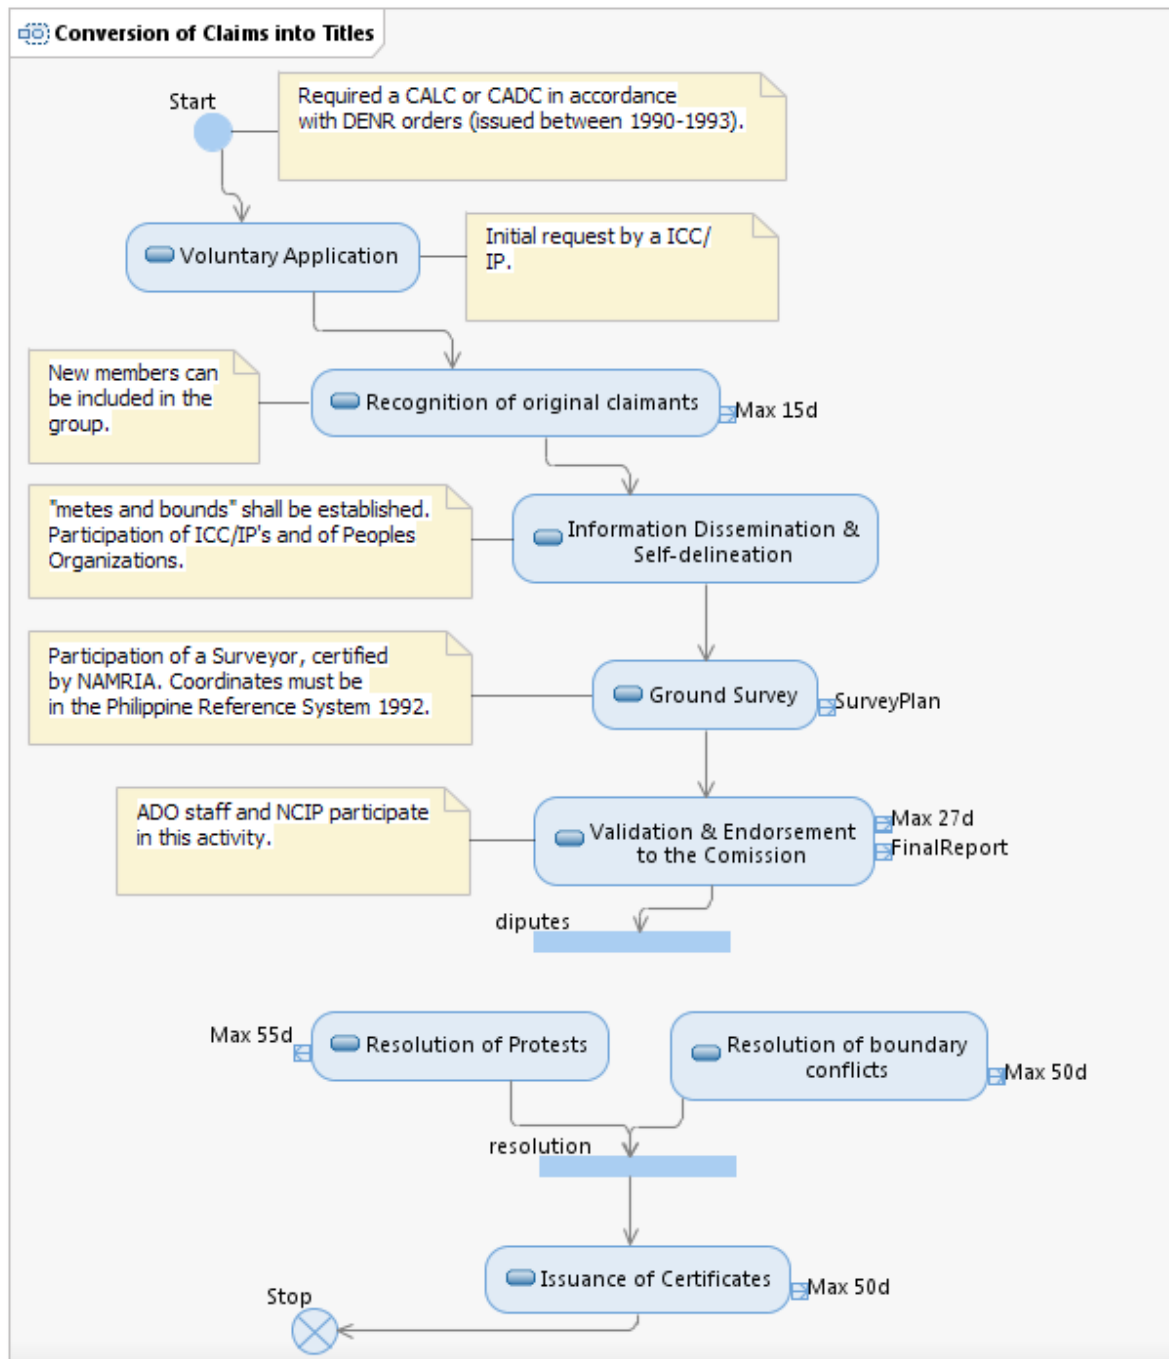 Conversion of Claims into Titles
Start
Required a CALC or CADC in accordance
with DENR orders (issued between 1990-1993).
Voluntary Application
Initial request by a ICC/
IP.
New members can
be included in the
group.
Recognition of original claimants
Max 15d
"metes and bounds" shall be established.
Participation of ICC/IP's and of Peoples
Organizations.
Information Dissemination &
Self-delineation
Participation of a Surveyor, certified
by NAMRIA. Coordinates must be
in the Philippine Reference System 1992.
Ground Survey
SurveyPlan
ADO staff and NCIP participate
in this activity.
Validation & Endorsement
to the Comission
Max 27d
FinalReport
diputes
Max 55d
Resolution of Protests
Resolution of boundary
conflicts
Max 50d
resolution
Issuance of Certificates
Max 50d
Stop